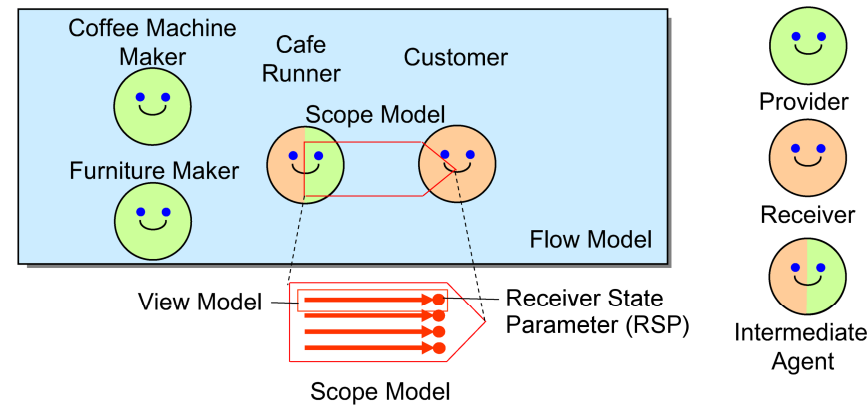 Coffee Machine
Maker
Cafe
Runner
Customer
Scope Model
Furniture Maker
Flow Model
View Model
Receiver State
Parameter (RSP)
Scope Model
Provider
Receiver
Intermediate
Agent